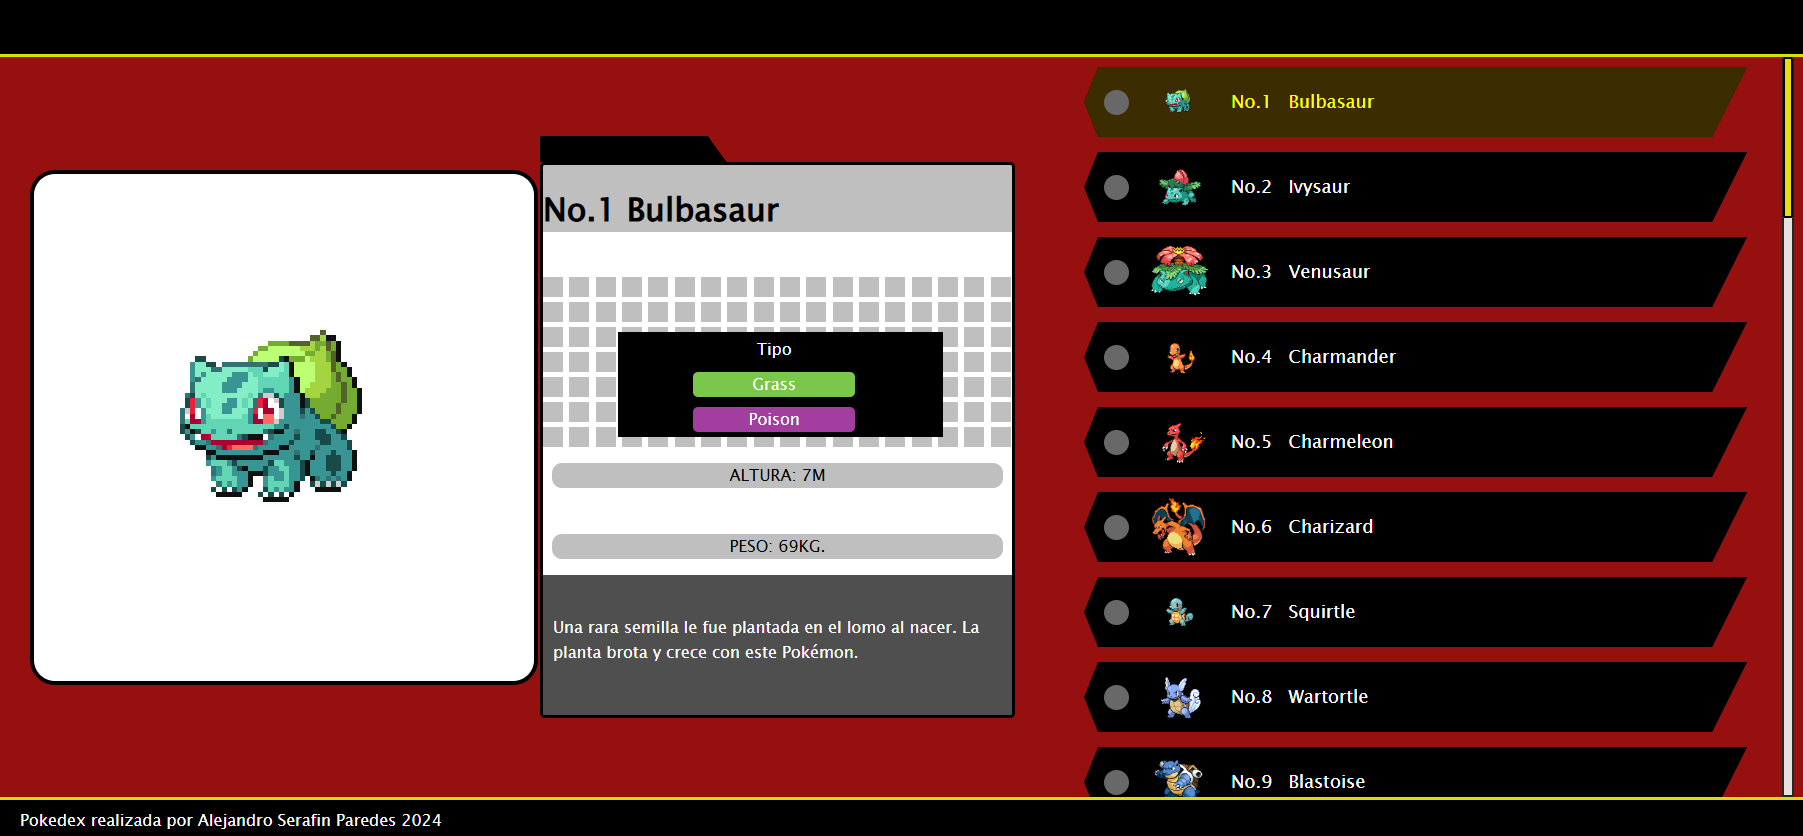 No.1 Bulbasaur
Tipo
Grass
Poison
ALTURA: 7M
PESO: 69KG.
Una rara semilla le fue plantada en el lomo al nacer. La
planta brota y crece con este Pokémon.
No.1 Bulbasaur
No.2 Ivysaur
No.3 Venusaur
No.4 Charmander
No.5 Charmeleon
No.6 Charizard
No.7 Squirtle
No.8 Wartortle
No.9 Blastoise
Pokedex realizada por Alejandro Serafin Paredes 2024